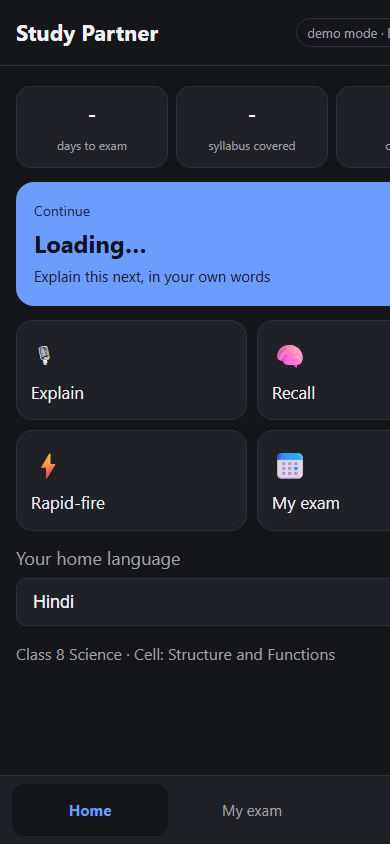 Study Partner
demo mode ·
-
days to exam
-
syllabus covered
Continue
Loading...
Explain this next, in your own words
Explain
Recall
Rapid-fire
My exam
Your home language
Hindi
Class 8 Science · Cell: Structure and Functions
Home
My exam